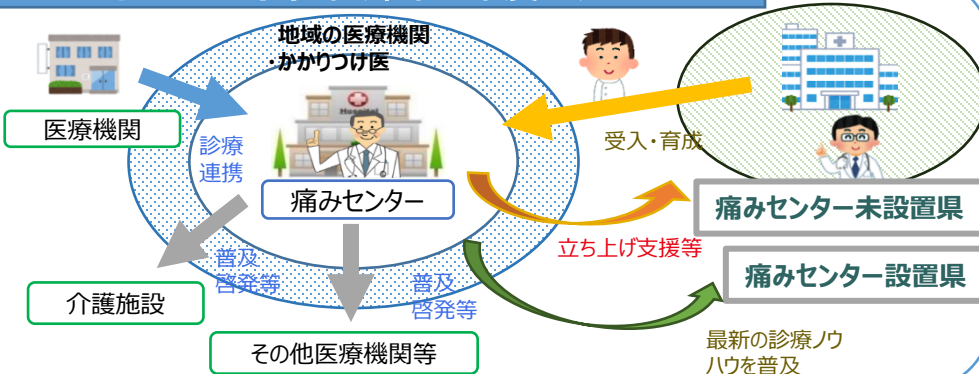 地域の医療機関
・かかりつけ医
Hospital
医療機関
診療
連携
受入・育成
痛みセンター
痛みセンター未設置県
立ち上げ支援等
普及
啓発等
普及
啓発等
痛みセンター設置県
介護施設
その他医療機関等
最新の診療ノウ
ハウを普及